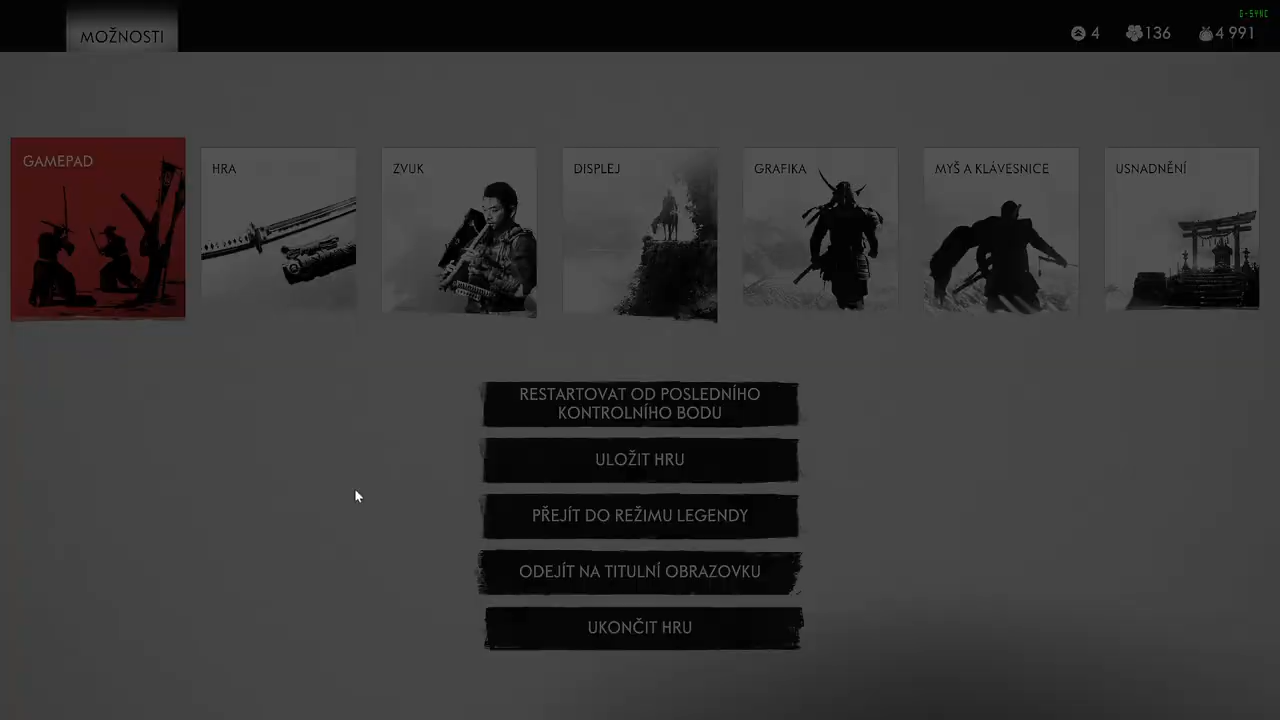 G-SYNC
MOŽNOSTI
4 136 4 991
GAMEPAD
HRA
ZVUK
DISPLEJ
GRAFIKA
MYŠ A KLÁVESNICE
USNADNĚNÍ
RESTARTOVAT OD POSLEDNÍHO
KONTROLNÍHO BODU
ULOŽIT HRU
PŘEJÍT DO REŽIMU LEGENDY
ODEJÍT NA TITULNÍ OBRAZOVKU
UKONČIT HRU